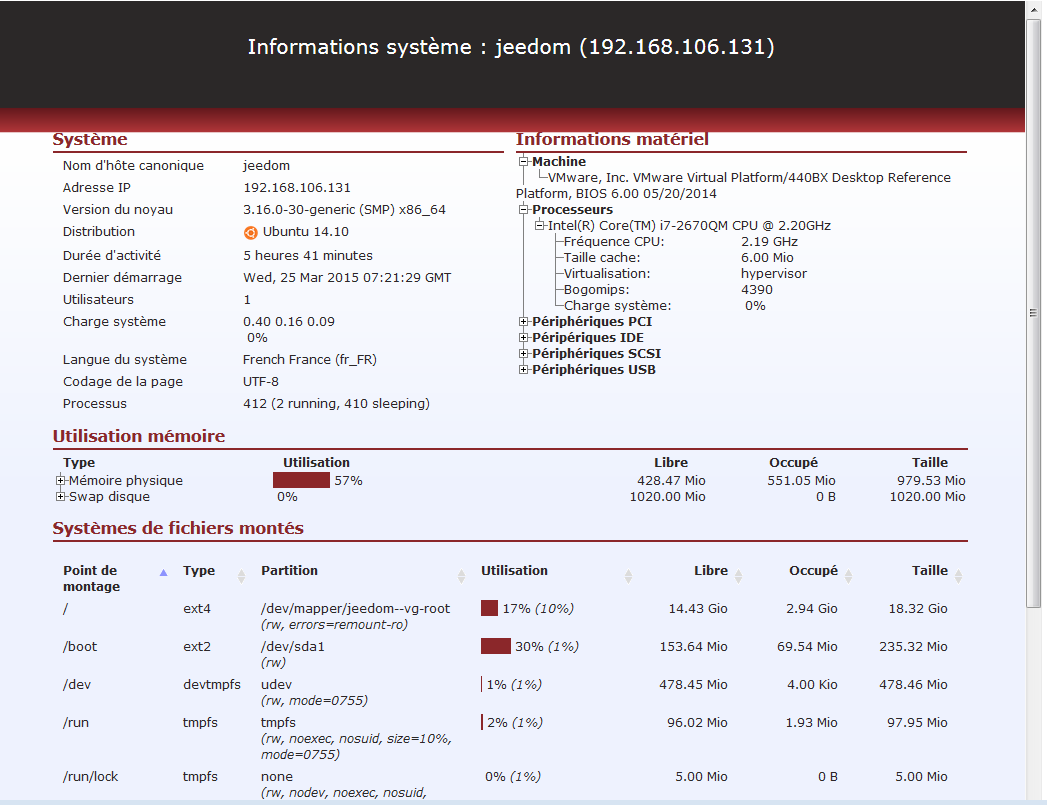 Informations système : jeedom (192.168.106.131)
Système
Nom d'hôte canonique jeedom
Adresse IP 192.168.106.131
Version du noyau 3.16.0-30-generic (SMP) x86_64
Distribution Ubuntu 14.10
Durée d'activité 5 heures 41 minutes
Dernier démarrage Wed, 25 Mar 2015 07:21:29 GMT
Utilisateurs 1
Charge système 0.40 0.16 0.09
0%
Langue du système French France (fr_FR)
Codage de la page UTF-8
Processus 412 (2 running, 410 sleeping)
Informations matériel
Machine
VMware, Inc. VMware Virtual Platform/440BX Desktop Reference
Platform, BIOS 6.00 05/20/2014
Processeurs
Intel(R) Core(TM) i7-2670QM CPU @ 2.20GHz
Fréquence CPU: 2.19 GHz
Taille cache: 6.00 Mio
Virtualisation: hypervisor
Bogomips: 4390
Charge système: 0%
Périphériques PCI
Péripériques IDE
Périphériques SCSI
Périphériques USB
Utilisation mémoire
Type Utilisation Libre Occupé Taille
Mémoire physique 57% 428.47 Mio 551.05 Mio 979.53 Mio
Swap disque 0% 1020.00 Mio 0 B 1020.00 Mio
Systèmes de fichiers montés
Point de montage Type Partition Utilisation Libre Occupé Taille
/ ext4 /dev/mapper/jeedom--vg-root 17% (10%) 14.43 Gio 2.94 Gio 18.32 Gio
(rw, errors=remount-ro)
/boot ext2 /dev/sda1 30% (1%) 153.64 Mio 69.54 Mio 235.32 Mio
(rw)
/dev devtmpfs udev 1% (1%) 478.45 Mio 4.00 Kio 478.46 Mio
(rw, mode=0755)
/run tmpfs tmpfs 2% (1%) 96.02 Mio 1.93 Mio 97.95 Mio
(rw, noexec, nosuid, size=10%,
mode=0755)
/run/lock tmpfs none 0% (1%) 5.00 Mio 0 B 5.00 Mio
(rw, nodev, noexec, nosuid,